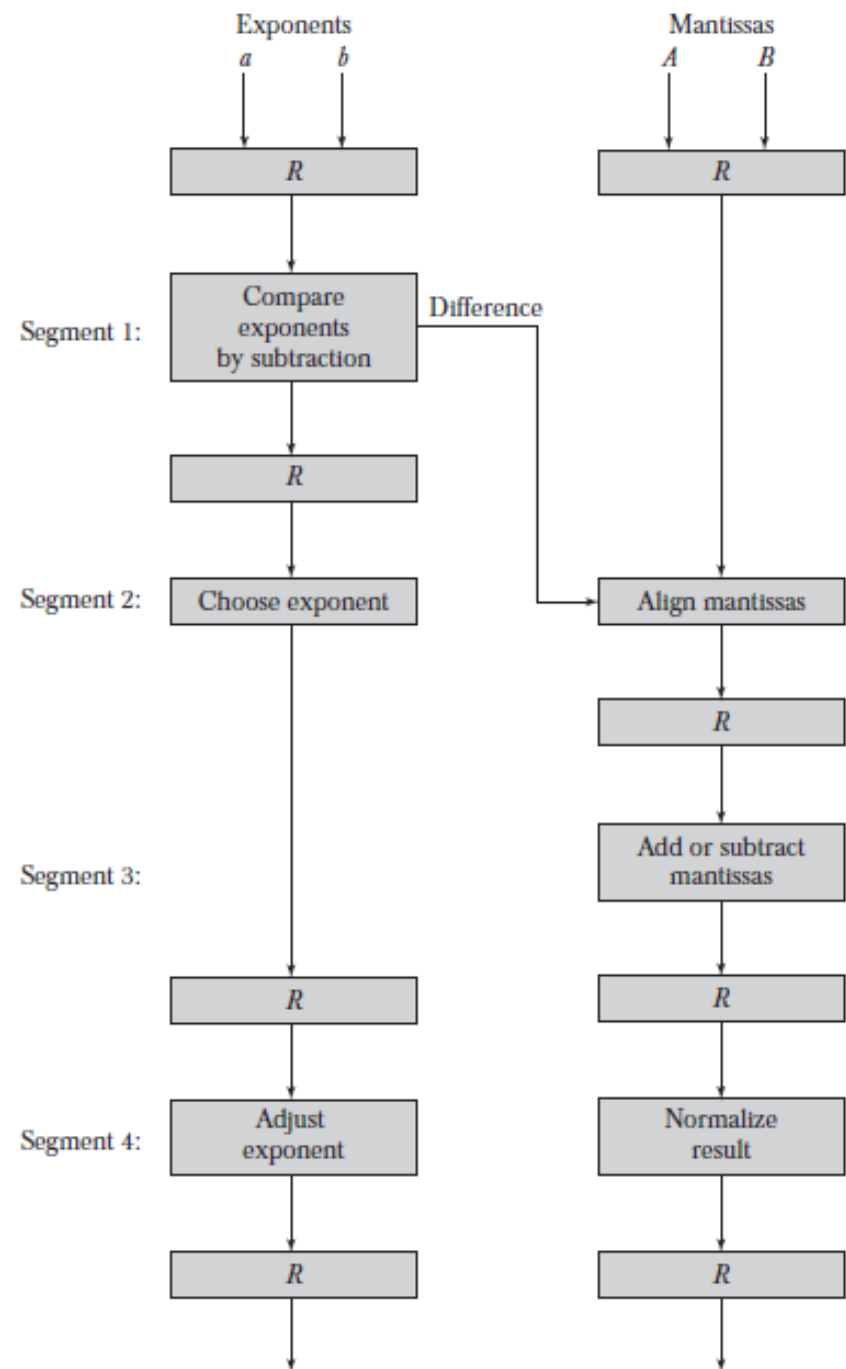 Exponents
a b
Mantissas
A B
R
R
Segment 1:
Compare
exponents
by subtraction
Difference
R
Segment 2:
Choose exponent
Align mantissas
R
Segment 3:
Add or subtract
mantissas
R
R
Segment 4:
Adjust
exponent
Normalize
result
R
R